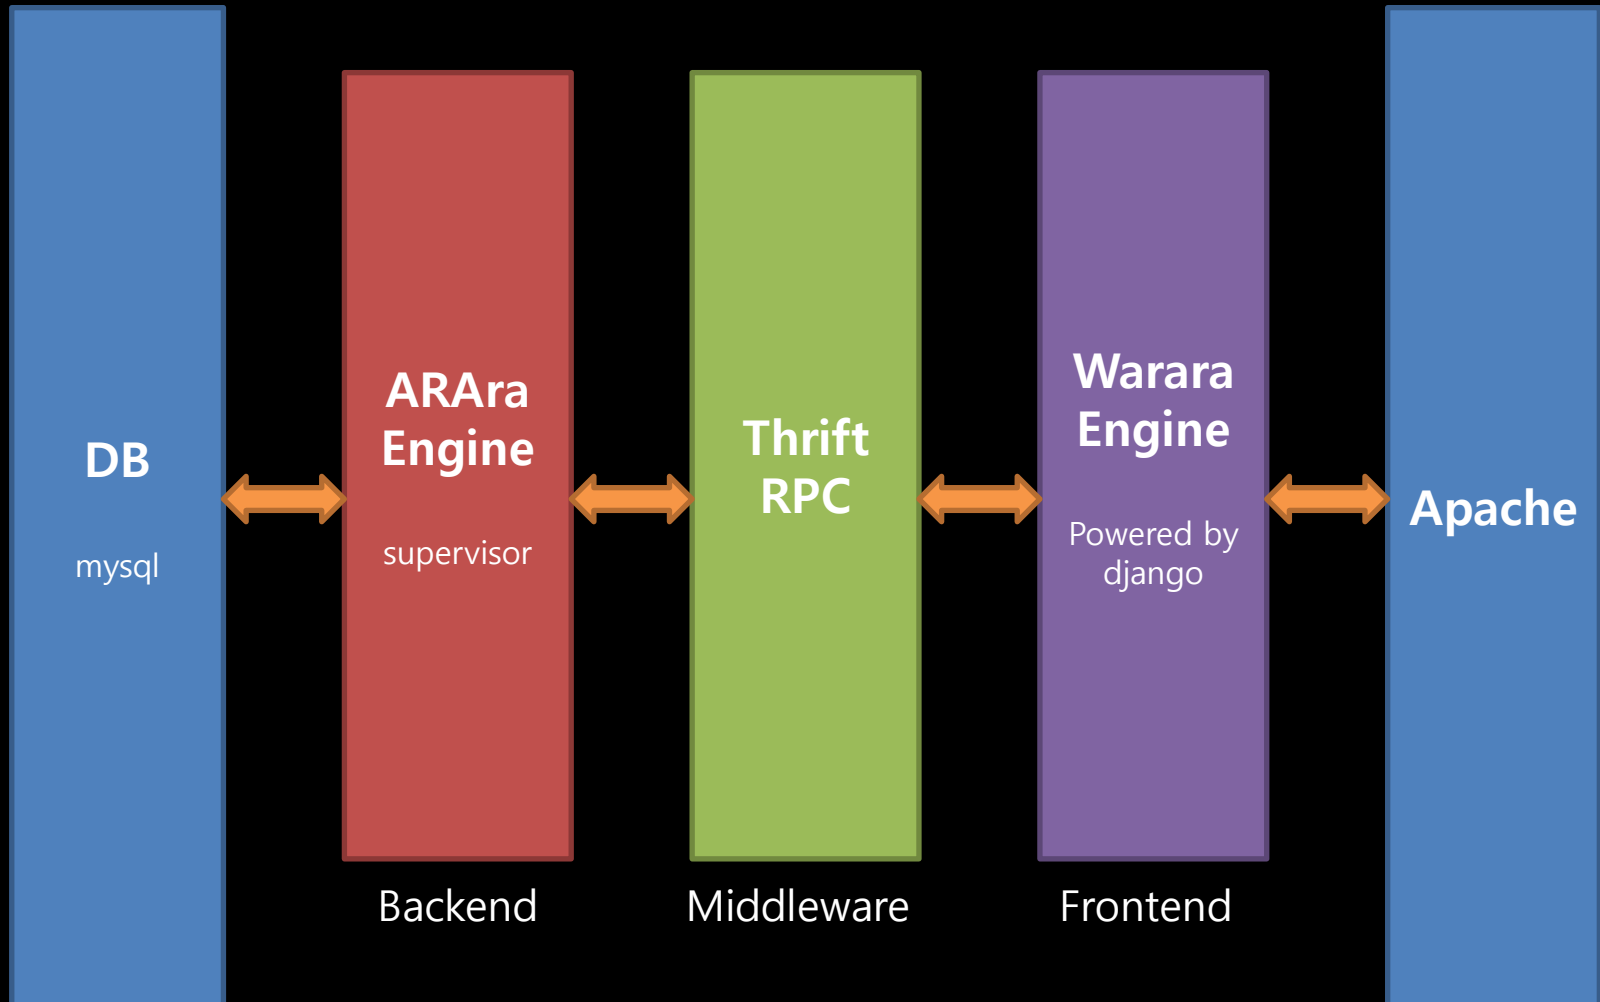 DB
mysql
ARAra
Engine
supervisor
Backend
Thrift
RPC
Middleware
Warara
Engine
Powered by
django
Frontend
Apache